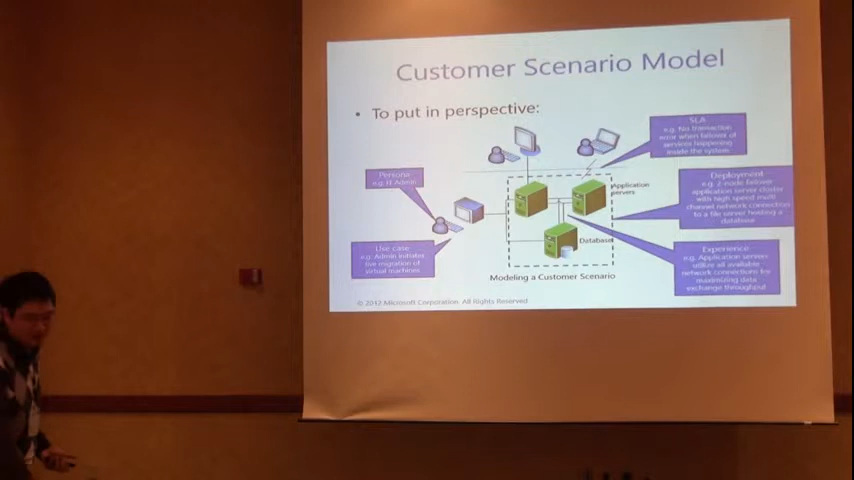 Customer Scenario Model
• To put in perspective:
SLA
e.g. No transaction
error when failover of
services happening
inside the system
Persona
e.g. IT Admin
Deployment
e.g. 2-node failover
application server cluster
with high speed multi
channel network connection
to a file server hosting a
database
Application
servers
Use case
e.g. Admin initiates
live migration of
virtual machines
Database
Experience
e.g. Application servers
utilize all available
network connections for
maximizing data
exchange throughput
Modeling a Customer Scenario
© 2013 Microsoft Corporation. All Rights Reserved